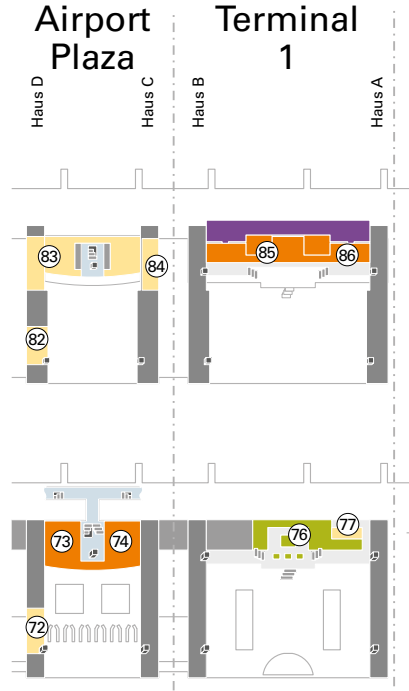 Airport
Plaza
Terminal
1
Haus D
Haus C
Haus B
Haus A
83
84
85
86
82
73
74
76
77
72